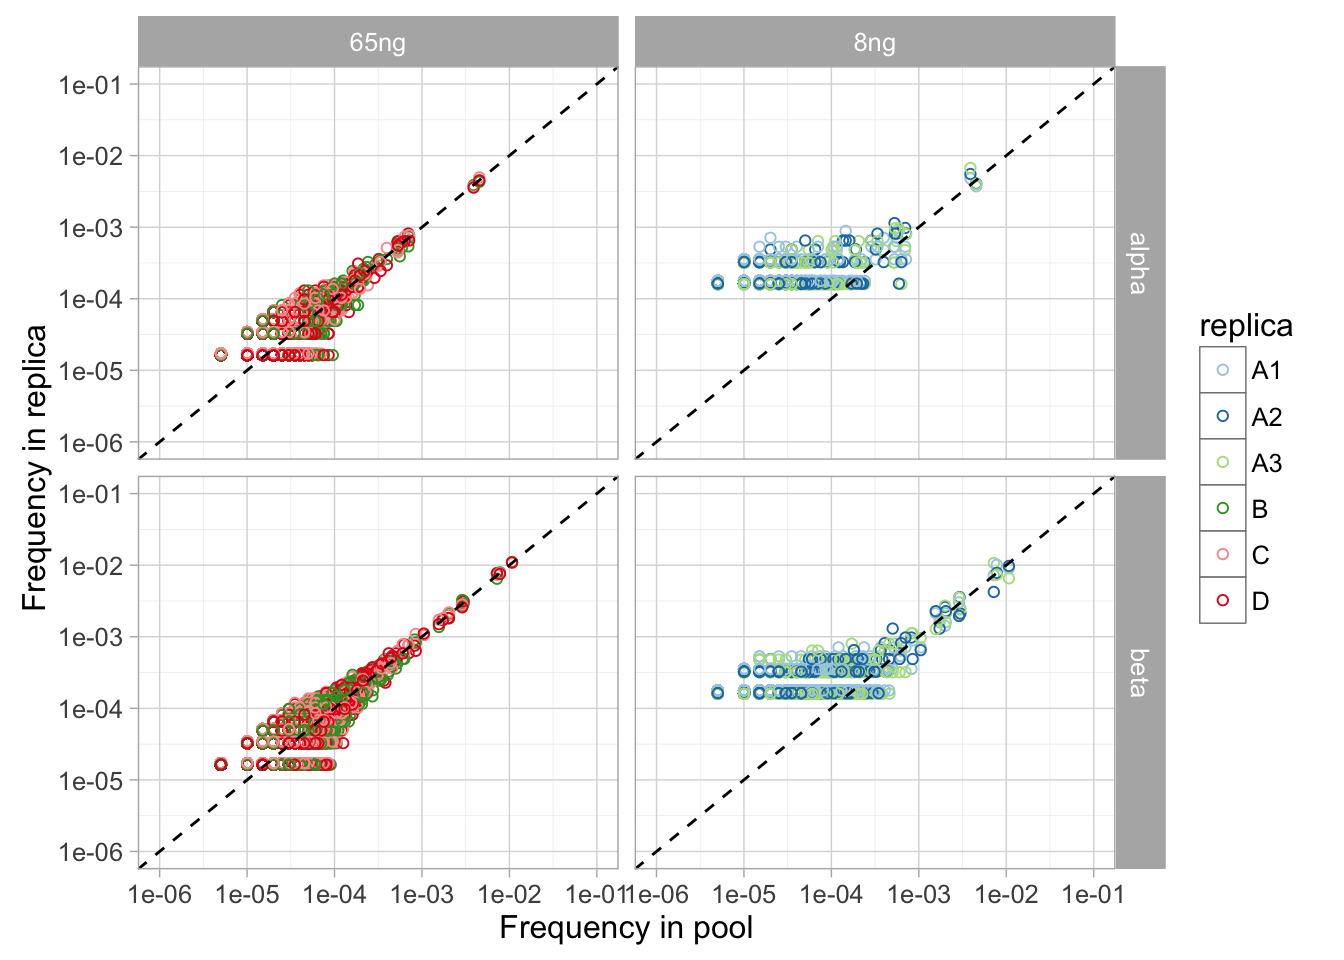 65ng
8ng
1e-01
1e-02
1e-03
1e-04
1e-05
1e-06
alpha
1e-01
1e-02
1e-03
1e-04
1e-05
1e-06
beta
Frequency in replica
1e-06 1e-05 1e-04 1e-03 1e-02 1e-01
1e-06 1e-05 1e-04 1e-03 1e-02 1e-01
Frequency in pool
replica
A1
A2
A3
B
C
D